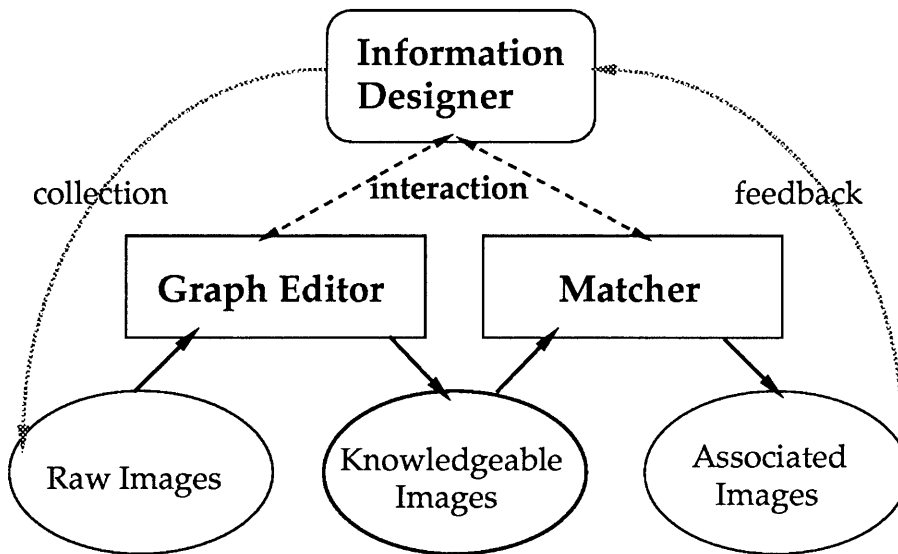 Information
Designer
collection
interaction
feedback
Graph Editor
Matcher
Raw Images
Knowledgeable
Images
Associated
Images